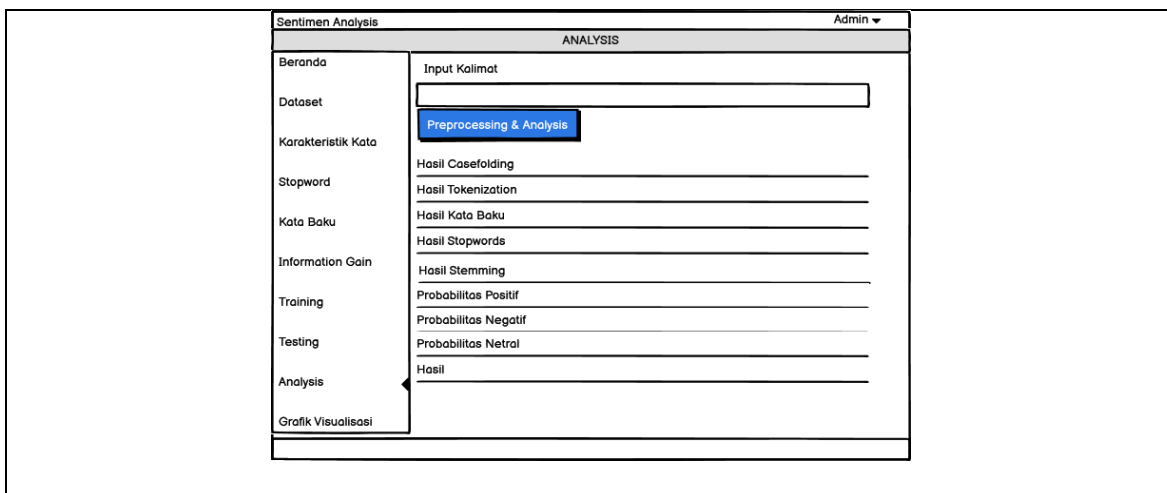 Sentimen Analysis
Admin
ANALYSIS
Beranda
Dataset
Karakteristik Kata
Stopword
Kata Baku
Information Gain
Training
Testing
Analysis
Grafik Visualisasi
Input Kalimat
Preprocessing & Analysis
Hasil Casefolding
Hasil Tokenization
Hasil Kata Baku
Hasil Stopwords
Hasil Stemming
Probabilitas Positif
Probabilitas Negatif
Probabilitas Netral
Hasil